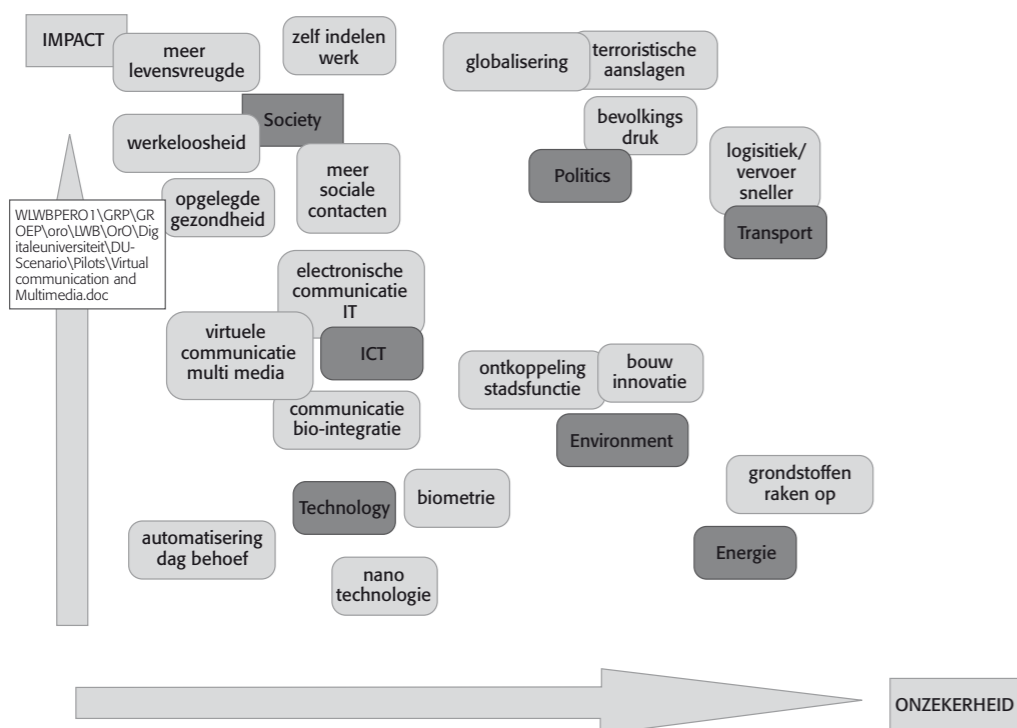 IMPACT
meer
levensvreugde
zelf indelen
werk
globalisering
terroristische
aanslagen
Society
werkeloosheid
bevolkings
druk
Politics
logisitiek/
vervoer
sneller
Transport
meer
sociale
contacten
opgelegde
gezondheid
WLWBPERO1\GRP\GR
OEP\oro\LWB\OrO\Dig
italeuniversiteit\DU-
Scenario\Pilots\Virtual
communication and
Multimedia.doc
electronische
communicatie
IT
virtuele
communicatie
multi media
ICT
communicatie
bio-integratie
ontkoppeling
stadsfunctie
bouw
innovatie
Environment
grondstoffen
raken op
Energie
Technology
biometrie
automatisering
dag behoef
nano
technologie
ONZEKERHEID